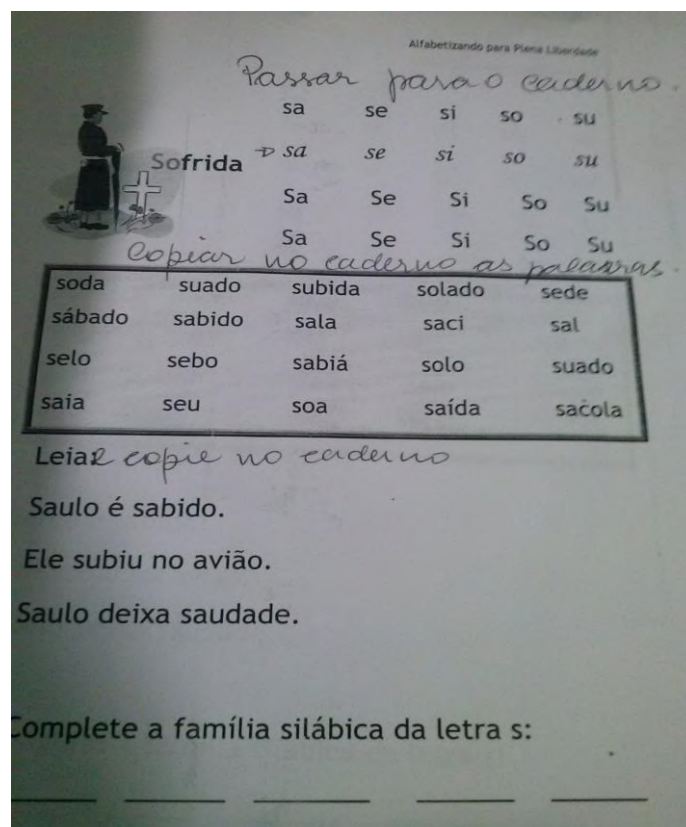 Alfabetizando para Plena Liberdade
Passar para o caderno.
sa se si so su
Sofrida sa se si so su
Sa Se Si So Su
Sa Se Si So Su
Copiar no caderno as palavras.
soda suado subida solado sede
sábado sabido sala saci sal
selo sebo sabiá solo suado
saia seu soa saída sacola
Leia e copie no caderno
Saulo é sabido.
Ele subiu no avião.
Saulo deixa saudade.
Complete a família silábica da letra s: